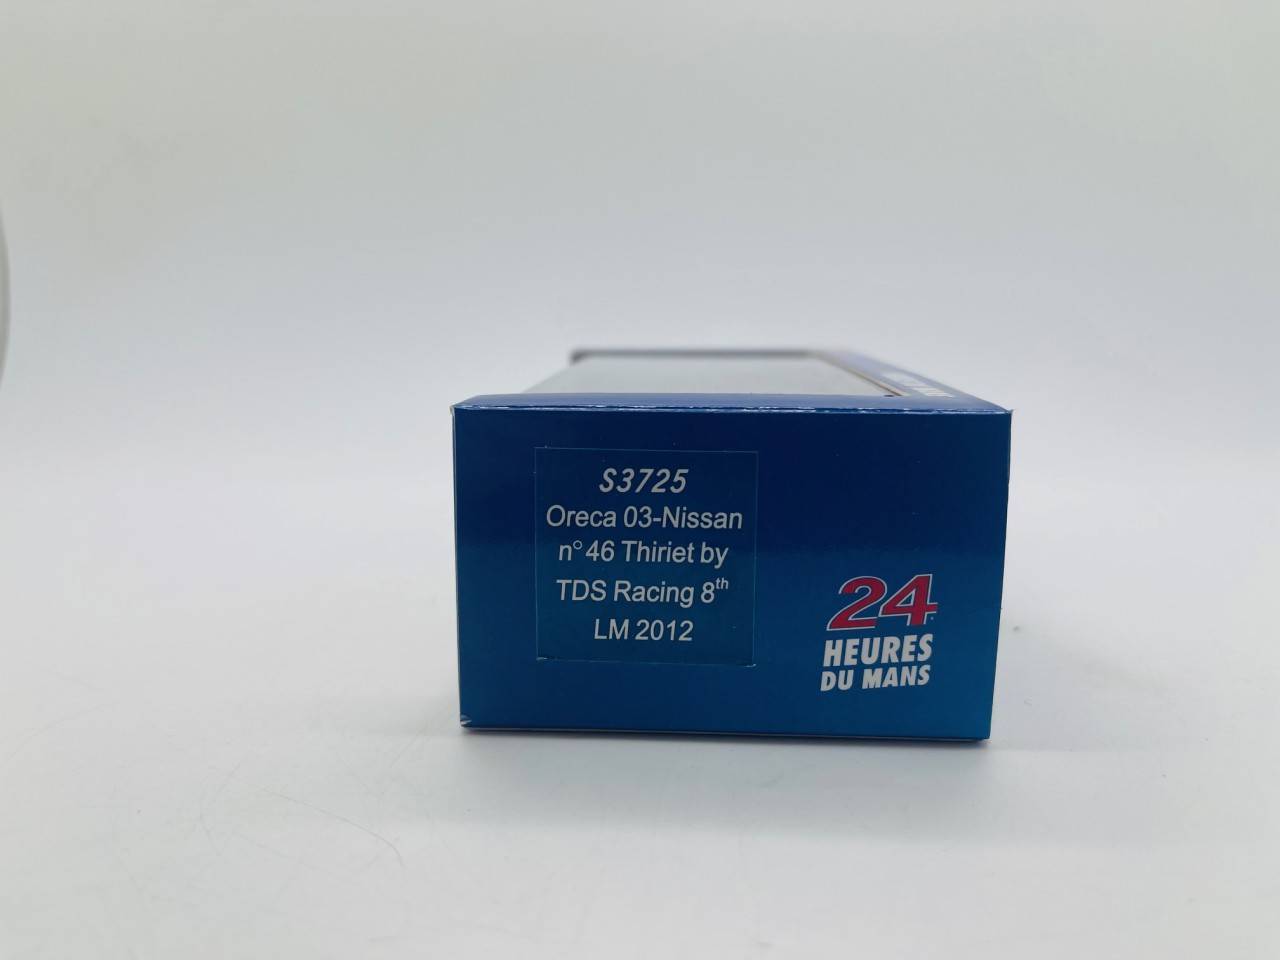 S3725
Oreca 03-Nissan
n° 46 Thiriet by
TDS Racing 8th
LM 2012
24
HEURES
DU MANS